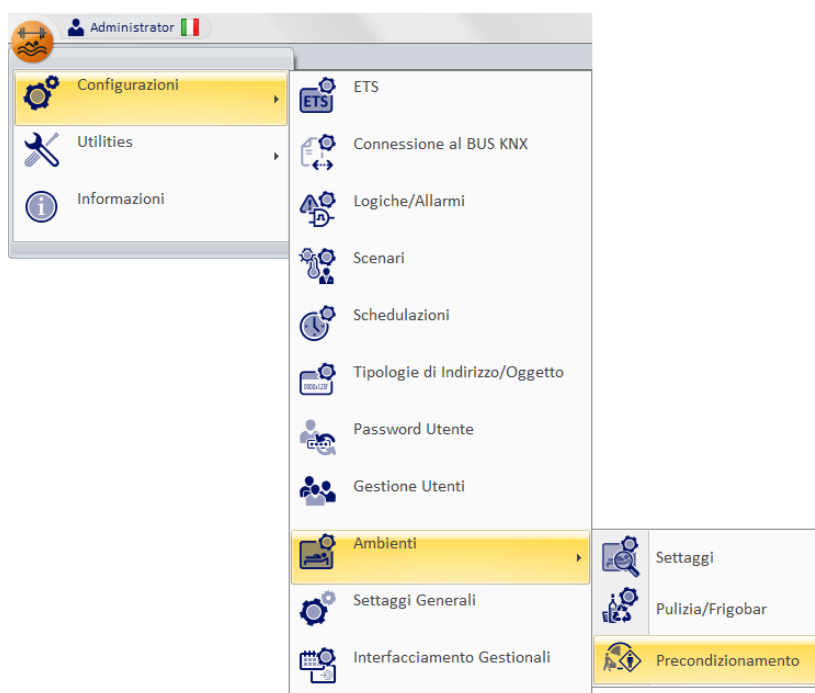 Administrator
Configurazioni
Utilities
Informazioni
ETS
ETS
Connessione al BUS KNX
Logiche/Allarmi
Scenari
Schedulazioni
Tipologie di Indirizzo/Oggetto
Password Utente
Gestione Utenti
Ambienti
Settaggi Generali
Interfacciamento Gestionali
Settaggi
Pulizia/Frigobar
Precondizionamento